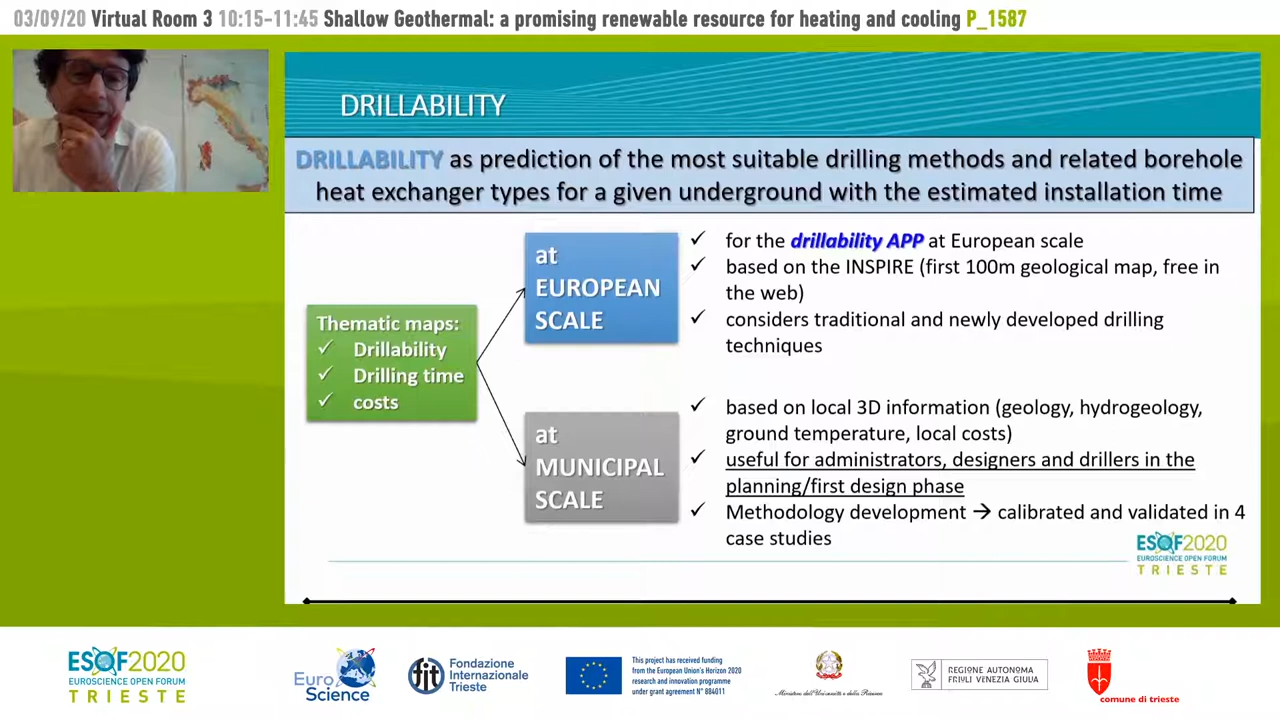 03/09/20 Virtual Room 3 10:15-11:45 Shallow Geothermal: a promising renewable resource for heating and cooling P_1587
DRILLABILITY
DRILLABILITY as prediction of the most suitable drilling methods and related borehole
heat exchanger types for a given underground with the estimated installation time
Thematic maps:
✓ Drillability
✓ Drilling time
✓ costs
at
EUROPEAN
SCALE
✓ for the drillability APP at European scale
✓ based on the INSPIRE (first 100m geological map, free in
the web)
✓ considers traditional and newly developed drilling
techniques
at
MUNICIPAL
SCALE
✓ based on local 3D information (geology, hydrogeology,
ground temperature, local costs)
✓ useful for administrators, designers and drillers in the
planning/first design phase
✓ Methodology development → calibrated and validated in 4
case studies
ESOF2020
EUROSCIENCE OPEN FORUM
TRIESTE
ESOF2020
EUROSCIENCE OPEN FORUM
TRIESTE
Euro
Science
fit
Fondazione
Internazionale
Trieste
This project has received funding
from the European Union's Horizon 2020
research and innovation programme
under grant agreement N° 884011
Ministero dell'Università e della Ricerca
REGIONE AUTONOMA
FRIULI VENEZIA GIULIA
comune di trieste